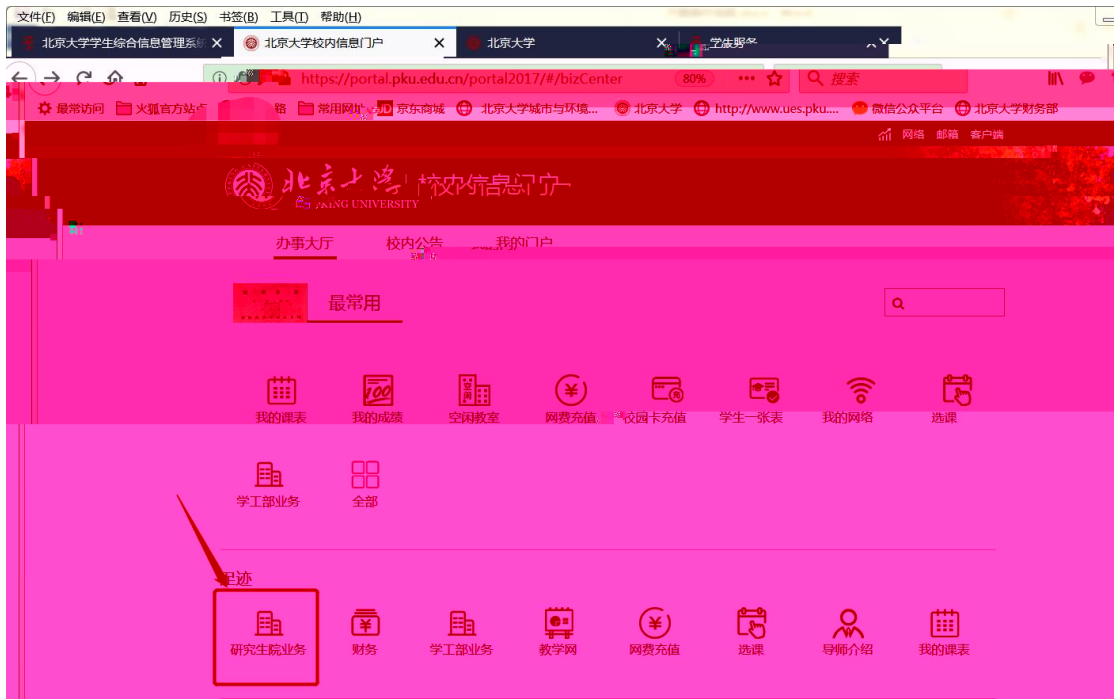 文件(F) 编辑(E) 查看(V) 历史(S) 书签(B) 工具(T) 帮助(H)
北京大学学生综合信息管理系统 北京大学校内信息门户 北京大学
https://portal.pku.edu.cn/portal2017/#/bizCenter 80% 搜索
最常访问 火狐官方站点 常用网址 JD 京东商城 北京大学城市与环境... 北京大学 http://www.ues.pku.... 微信公众平台 北京大学财务部
网络 邮箱 客户端
北京大学 校内信息门户
PEKING UNIVERSITY
办事大厅 校内公告 我的门户
最常用
100
我的课表 我的成绩 空闲教室 网费充值 校园卡充值 学生一张表 我的网络 选课
学工部业务 全部
足迹
研究生院业务 财务 学工部业务 教学网 网费充值 选课 导师介绍 我的课表